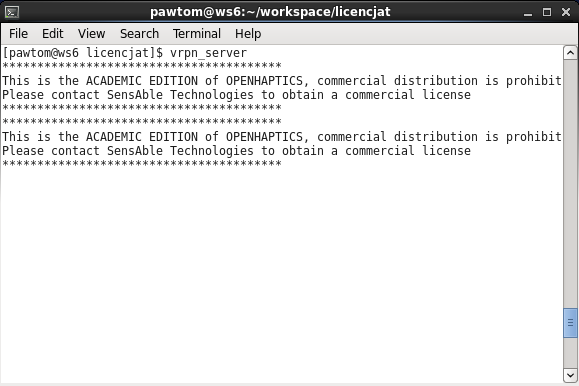 pawtom@ws6:~/workspace/licencjat
File Edit View Search Terminal Help
[pawtom@ws6 licencjat]$ vrpn_server
****************************************
This is the ACADEMIC EDITION of OPENHAPTICS, commercial distribution is prohibit
Please contact SensAble Technologies to obtain a commercial license
****************************************
****************************************
This is the ACADEMIC EDITION of OPENHAPTICS, commercial distribution is prohibit
Please contact SensAble Technologies to obtain a commercial license
****************************************